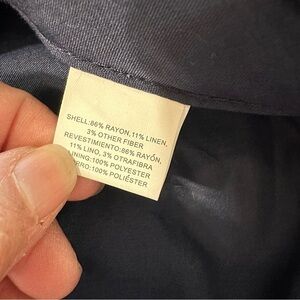 SHELL:86% RAYON,11% LINEN,
3% OTHER FIBER
REVESTIMIENTO:86% RAYÓN,
11% LINO, 3% OTRAFIBRA
LINING:100% POLYESTER
RRO:100% POLIÉSTER